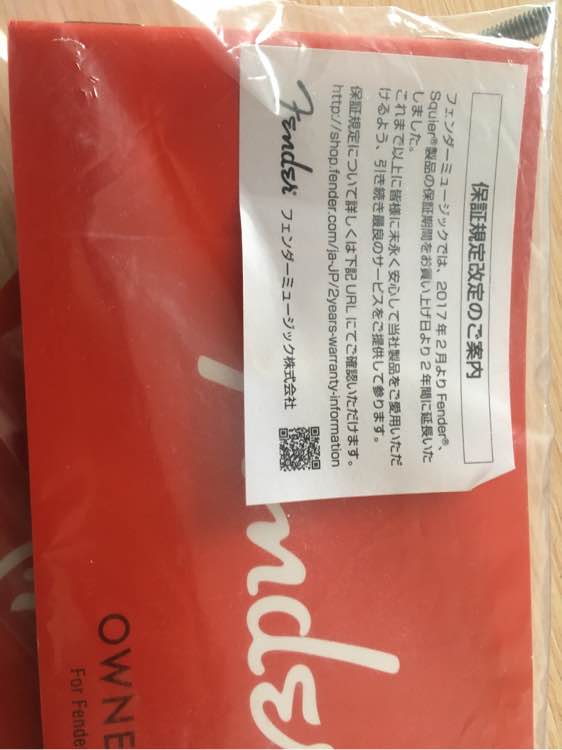 保証規定改定のご案内
フェンダーミュージックでは、2017年2月よりFender®、
Squier®製品の保証期間をお買い上げ日より2年間に延長いた
しました。
これまで以上に皆様に末永く安心して当社製品をご愛用いただ
けるよう、引き続き最良のサービスをご提供して参ります。
保証規定について詳しくは下記URLにてご確認いただけます。
http://shop.fender.com/ja-JP/2years-warranty-information
Fender フェンダーミュージック株式会社
nder
OWNE
For Fende